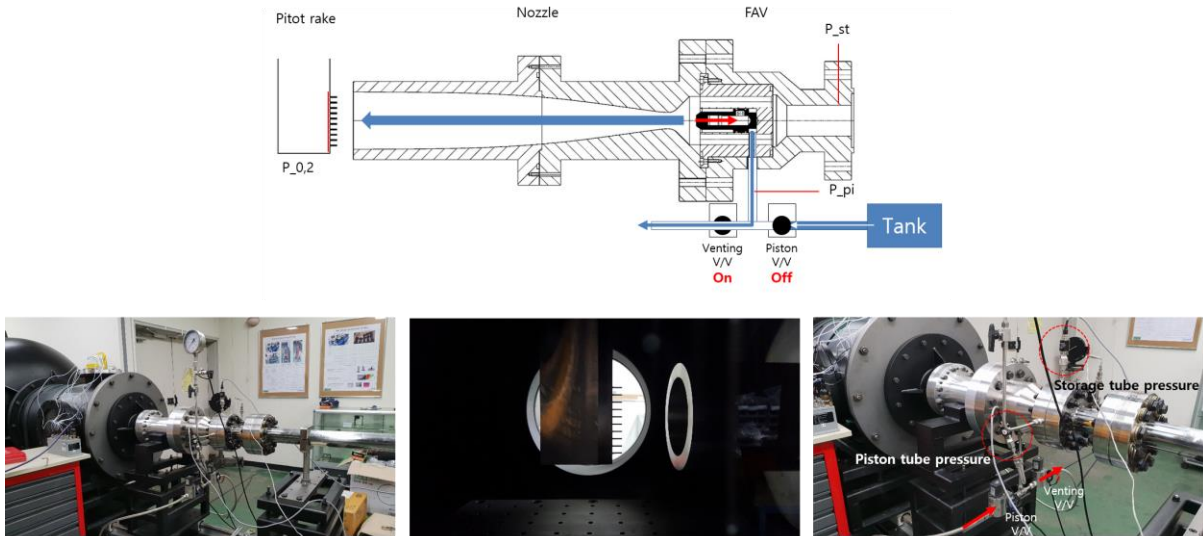 Pitot rake
Nozzle
FAV
P_st
P_0,2
P_pi
Tank
Venting
V/V
On
Piston
V/V
Off
Storage tube pressure
Piston tube pressure
Venting
V/V
Piston
V/V